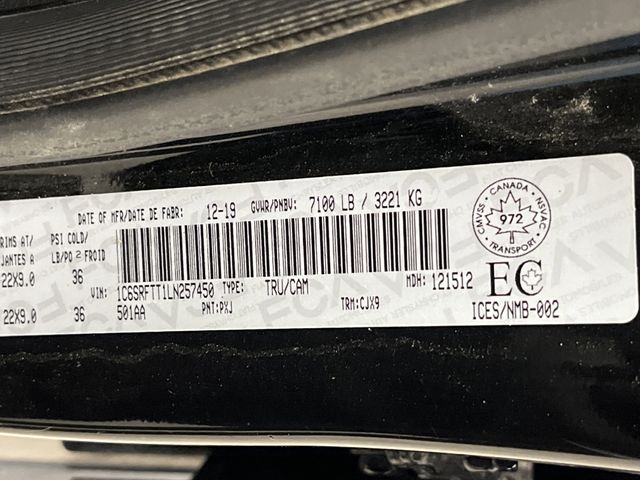 DATE OF MFR/DATE DE FABR: 12-19 GVWR/PNBV: 7100 LB / 3221 KG
RIMS AT/ PSI COLD/
JANTES A LB/PO2 FROID
22X9.0 36
VIN: 1C6SRFTT1LN257450 TYPE: TRU/CAM MDH: 121512
22X9.0 36 501AA PNT:PXJ TRM:CJX9
CANADA
CMVSS NSVAC
972
TRANSPORT
EC
ICES/NMB-002